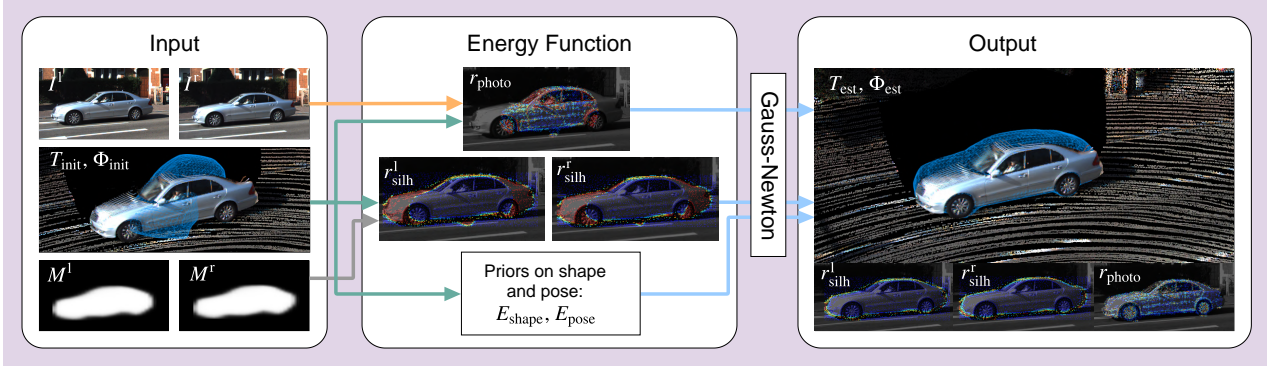 Input
I^l
I^r
T_init, Φ_init
M^l
M^r
Energy Function
r_photo
r^l_silh
r^r_silh
Priors on shape
and pose:
E_shape, E_pose
Gauss-Newton
Output
T_est, Φ_est
r^l_silh
r^r_silh
r_photo